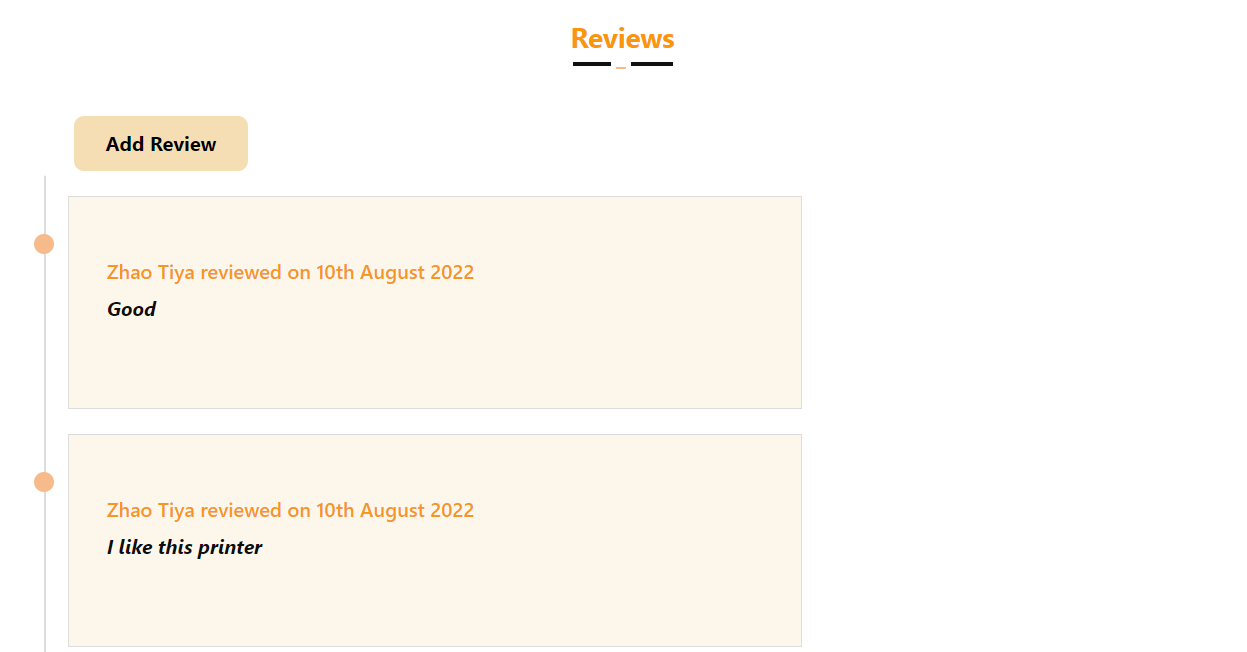 Reviews
Add Review
Zhao Tiya reviewed on 10th August 2022
Good
Zhao Tiya reviewed on 10th August 2022
I like this printer